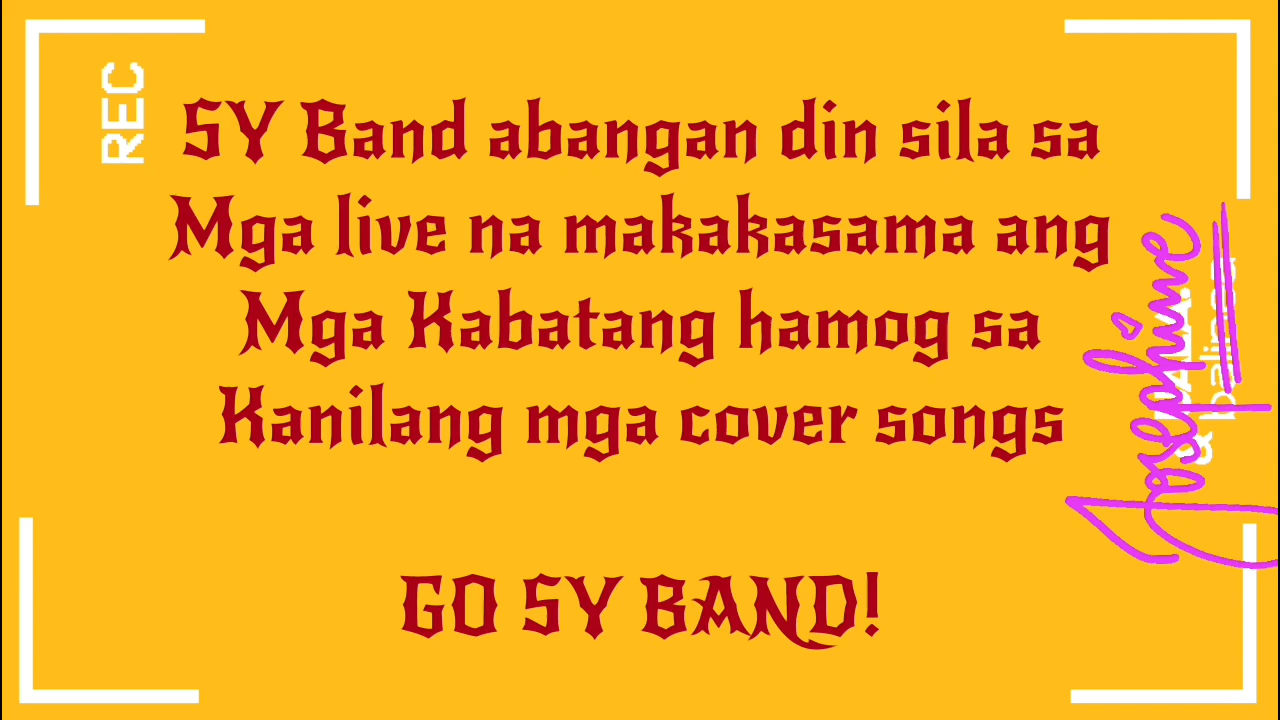 REC
SY Band abangan din sila sa
Mga live na makakasama ang
Mga Kabatang hamog sa
Kanilang mga cover songs
GO SY BAND!
Josephine